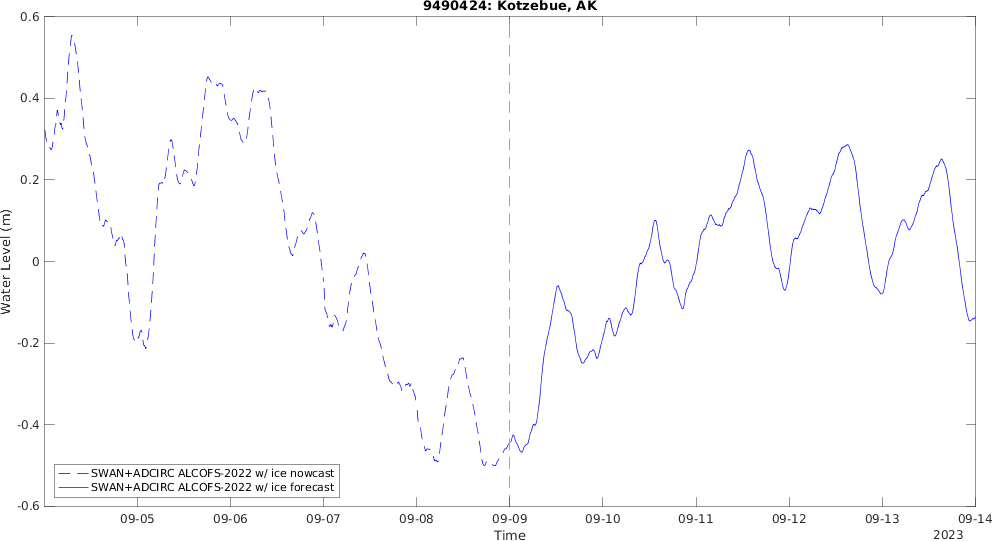 9490424: Kotzebue, AK
0.6
0.4
0.2
0
-0.2
-0.4
-0.6
Water Level (m)
SWAN+ADCIRC ALCOFS-2022 w/ ice nowcast
SWAN+ADCIRC ALCOFS-2022 w/ ice forecast
09-05 09-06 09-07 09-08 09-09 09-10 09-11 09-12 09-13 09-14
Time
2023